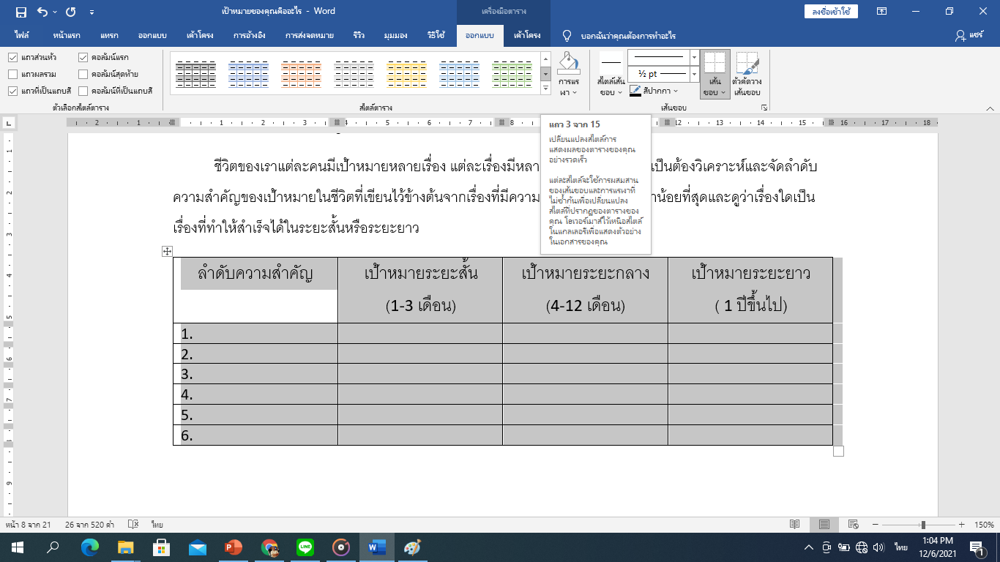 เป้าหมายของคุณคืออะไร - Word
เครื่องมือตาราง
ลงชื่อเข้าใช้
ไฟล์ หน้าแรก แทรก ออกแบบ เค้าโครง การอ้างอิง การส่งจดหมาย รีวิว มุมมอง วิธีใช้ ออกแบบ เค้าโครง บอกฉันว่าคุณต้องการทำอะไร แชร์
แถวส่วนหัว คอลัมน์แรก
แถวผลรวม คอลัมน์สุดท้าย
แถวที่เป็นแถบสี คอลัมน์ที่เป็นแถบสี
ตัวเลือกสไตล์ตาราง
สไตล์ตาราง
การแรเงา
สไตล์เส้นขอบ
½ pt
สีปากกา
เส้นขอบ
ตัวคัดวางเส้นขอบ
เส้นขอบ
2 1 1 2 3 4 5 6 7 8 12 13 14 15 16 17 18
แถว 3 จาก 15
เปลี่ยนแปลงสไตล์การ
แสดงผลของตารางของคุณ
อย่างรวดเร็ว
แต่ละสไตล์จะใช้การผสมสาน
ของเส้นขอบและการแรเงาที่
ไม่ซ้ำกันเพื่อเปลี่ยนแปลง
สไตล์ที่ปรากฏของตารางของ
คุณ โฮเวอร์เมาส์ไว้เหนือสไตล์
ในแกลเลอรีเพื่อแสดงตัวอย่าง
ในเอกสารของคุณ
ชีวิตของเราแต่ละคนมีเป้าหมายหลายเรื่อง แต่ละเรื่องมีหลา เป็นต้องวิเคราะห์และจัดลำดับ
ความสำคัญของเป้าหมายในชีวิตที่เขียนไว้ข้างต้นจากเรื่องที่มีความ าน้อยที่สุดและดูว่าเรื่องใดเป็น
เรื่องที่ทำให้สำเร็จได้ในระยะสั้นหรือระยะยาว
ลำดับความสำคัญ เป้าหมายระยะสั้น เป้าหมายระยะกลาง เป้าหมายระยะยาว
(1-3 เดือน) (4-12 เดือน) ( 1 ปีขึ้นไป)
1.
2.
3.
4.
5.
6.
1
2
3
4
5
6
7
9
หน้า 8 จาก 21 26 จาก 520 คำ ไทย 150%
ไทย
1:04 PM
12/6/2021
1